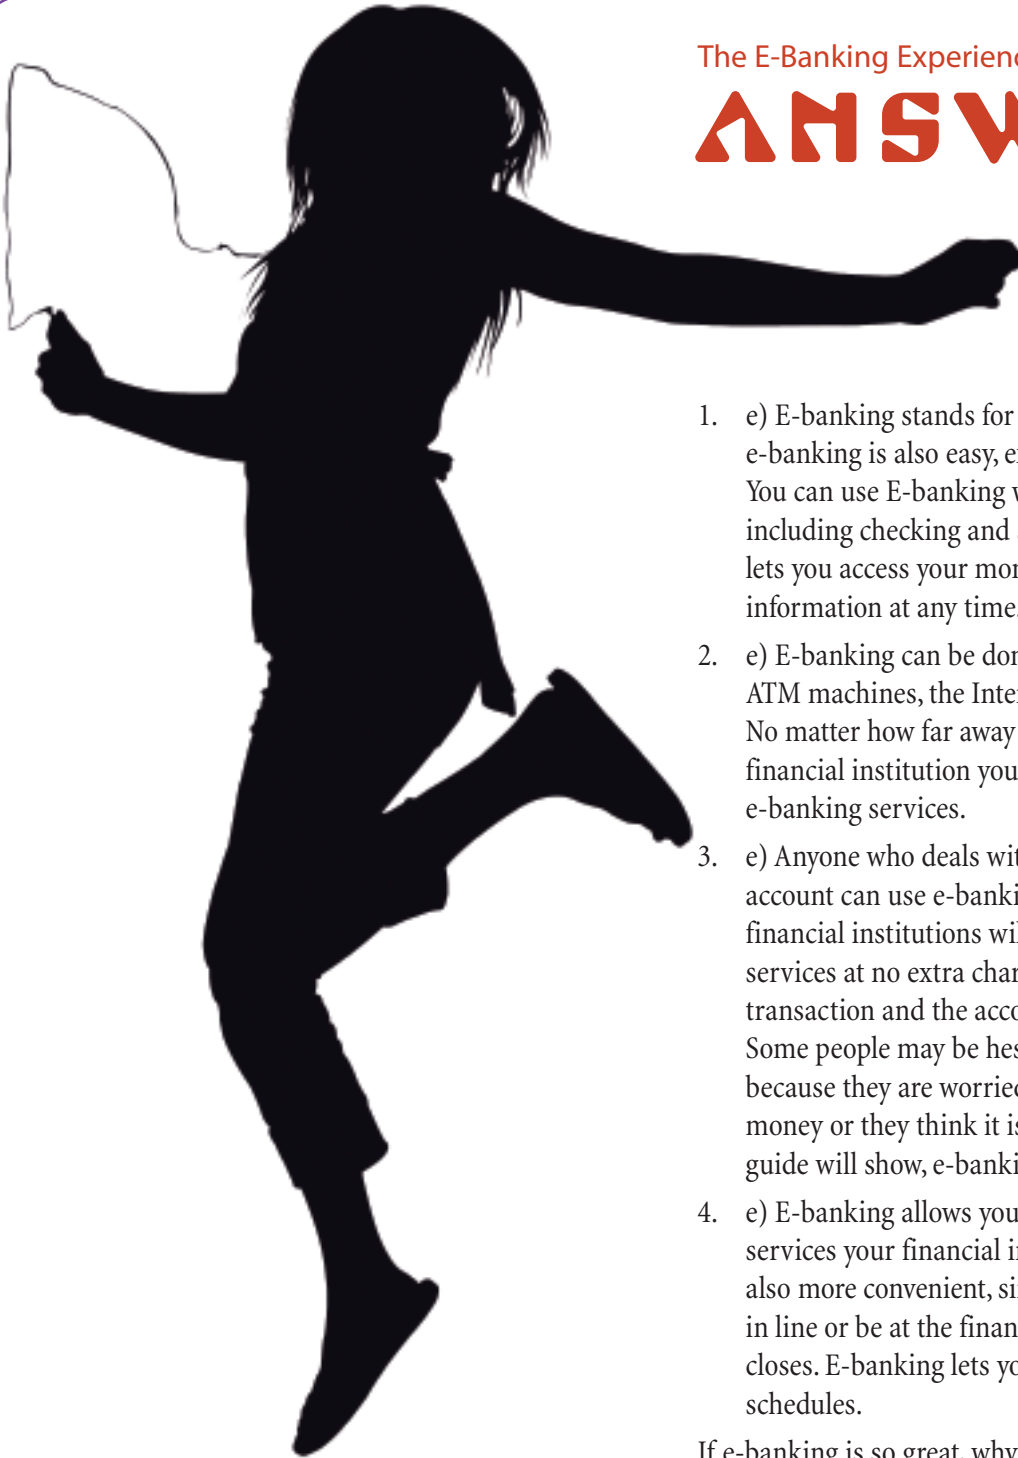 The E-Banking Experien
ANSW
1. e) E-banking stands for
e-banking is also easy, e
You can use E-banking
including checking and
lets you access your mo
information at any time
2. e) E-banking can be don
ATM machines, the Inte
No matter how far away
financial institution you
e-banking services.
3. e) Anyone who deals wit
account can use e-banki
financial institutions wil
services at no extra char
transaction and the acco
Some people may be hes
because they are worried
money or they think it is
guide will show, e-banki
4. e) E-banking allows you
services your financial i
also more convenient, si
in line or be at the finan
closes. E-banking lets yo
schedules.
If e-banking is so great, why